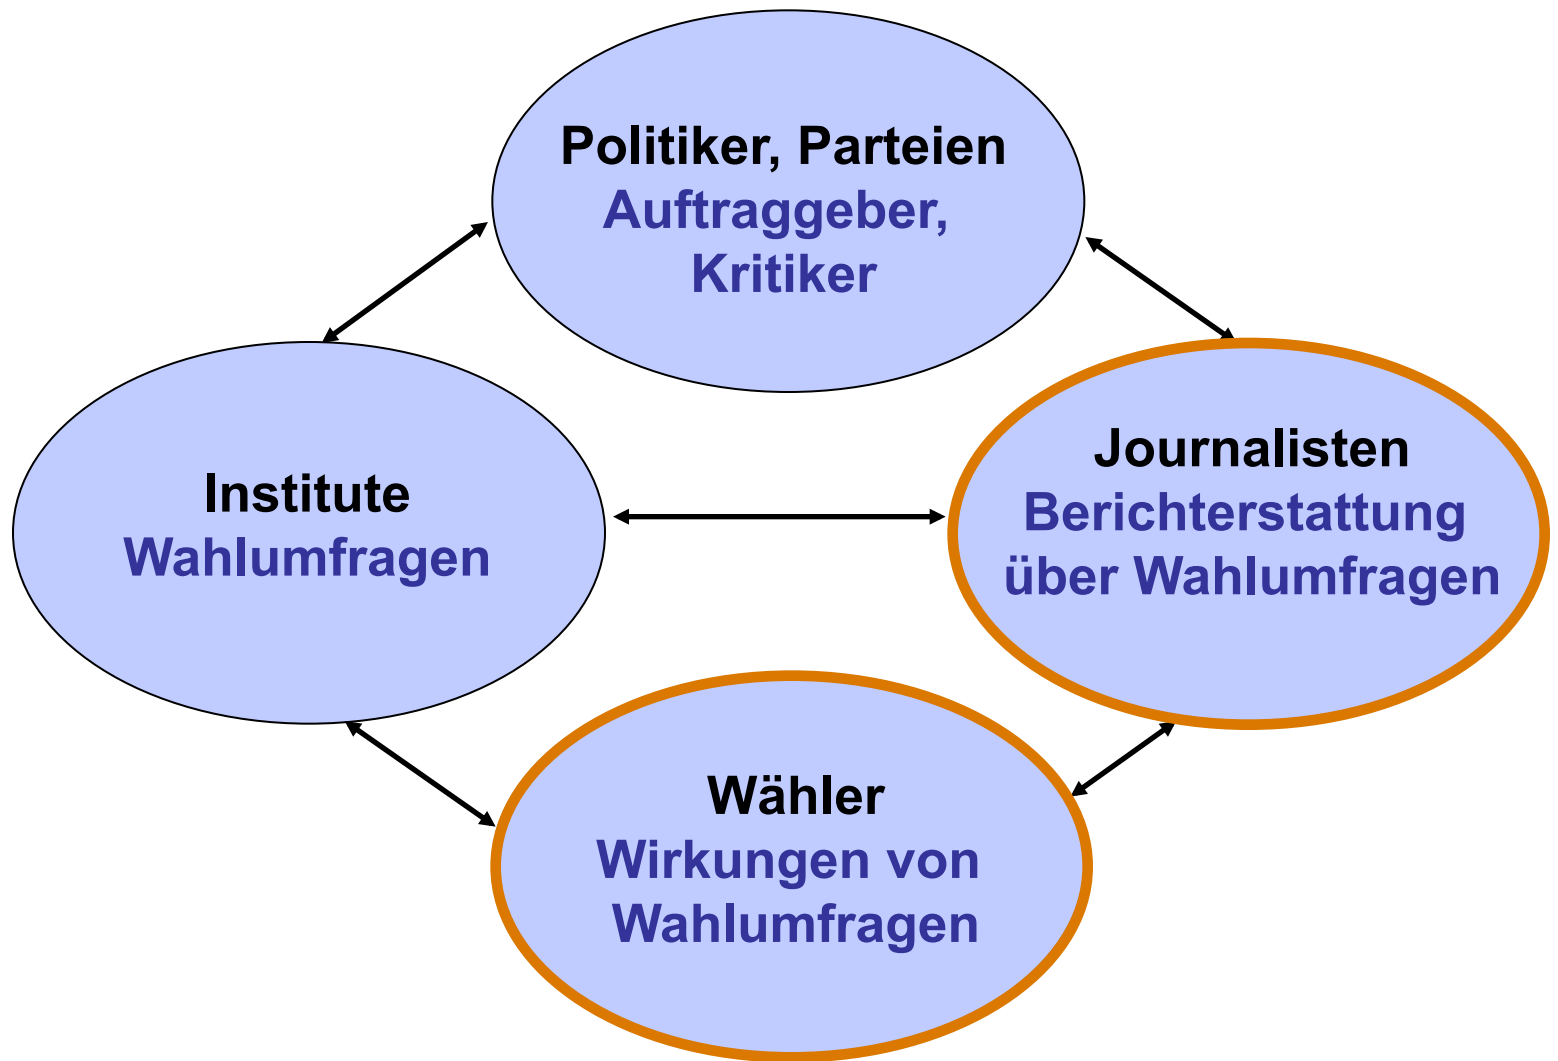 Politiker, Parteien
Auftraggeber,
Kritiker
Institute
Wahlumfragen
Journalisten
Berichterstattung
über Wahlumfragen
Wähler
Wirkungen von
Wahlumfragen